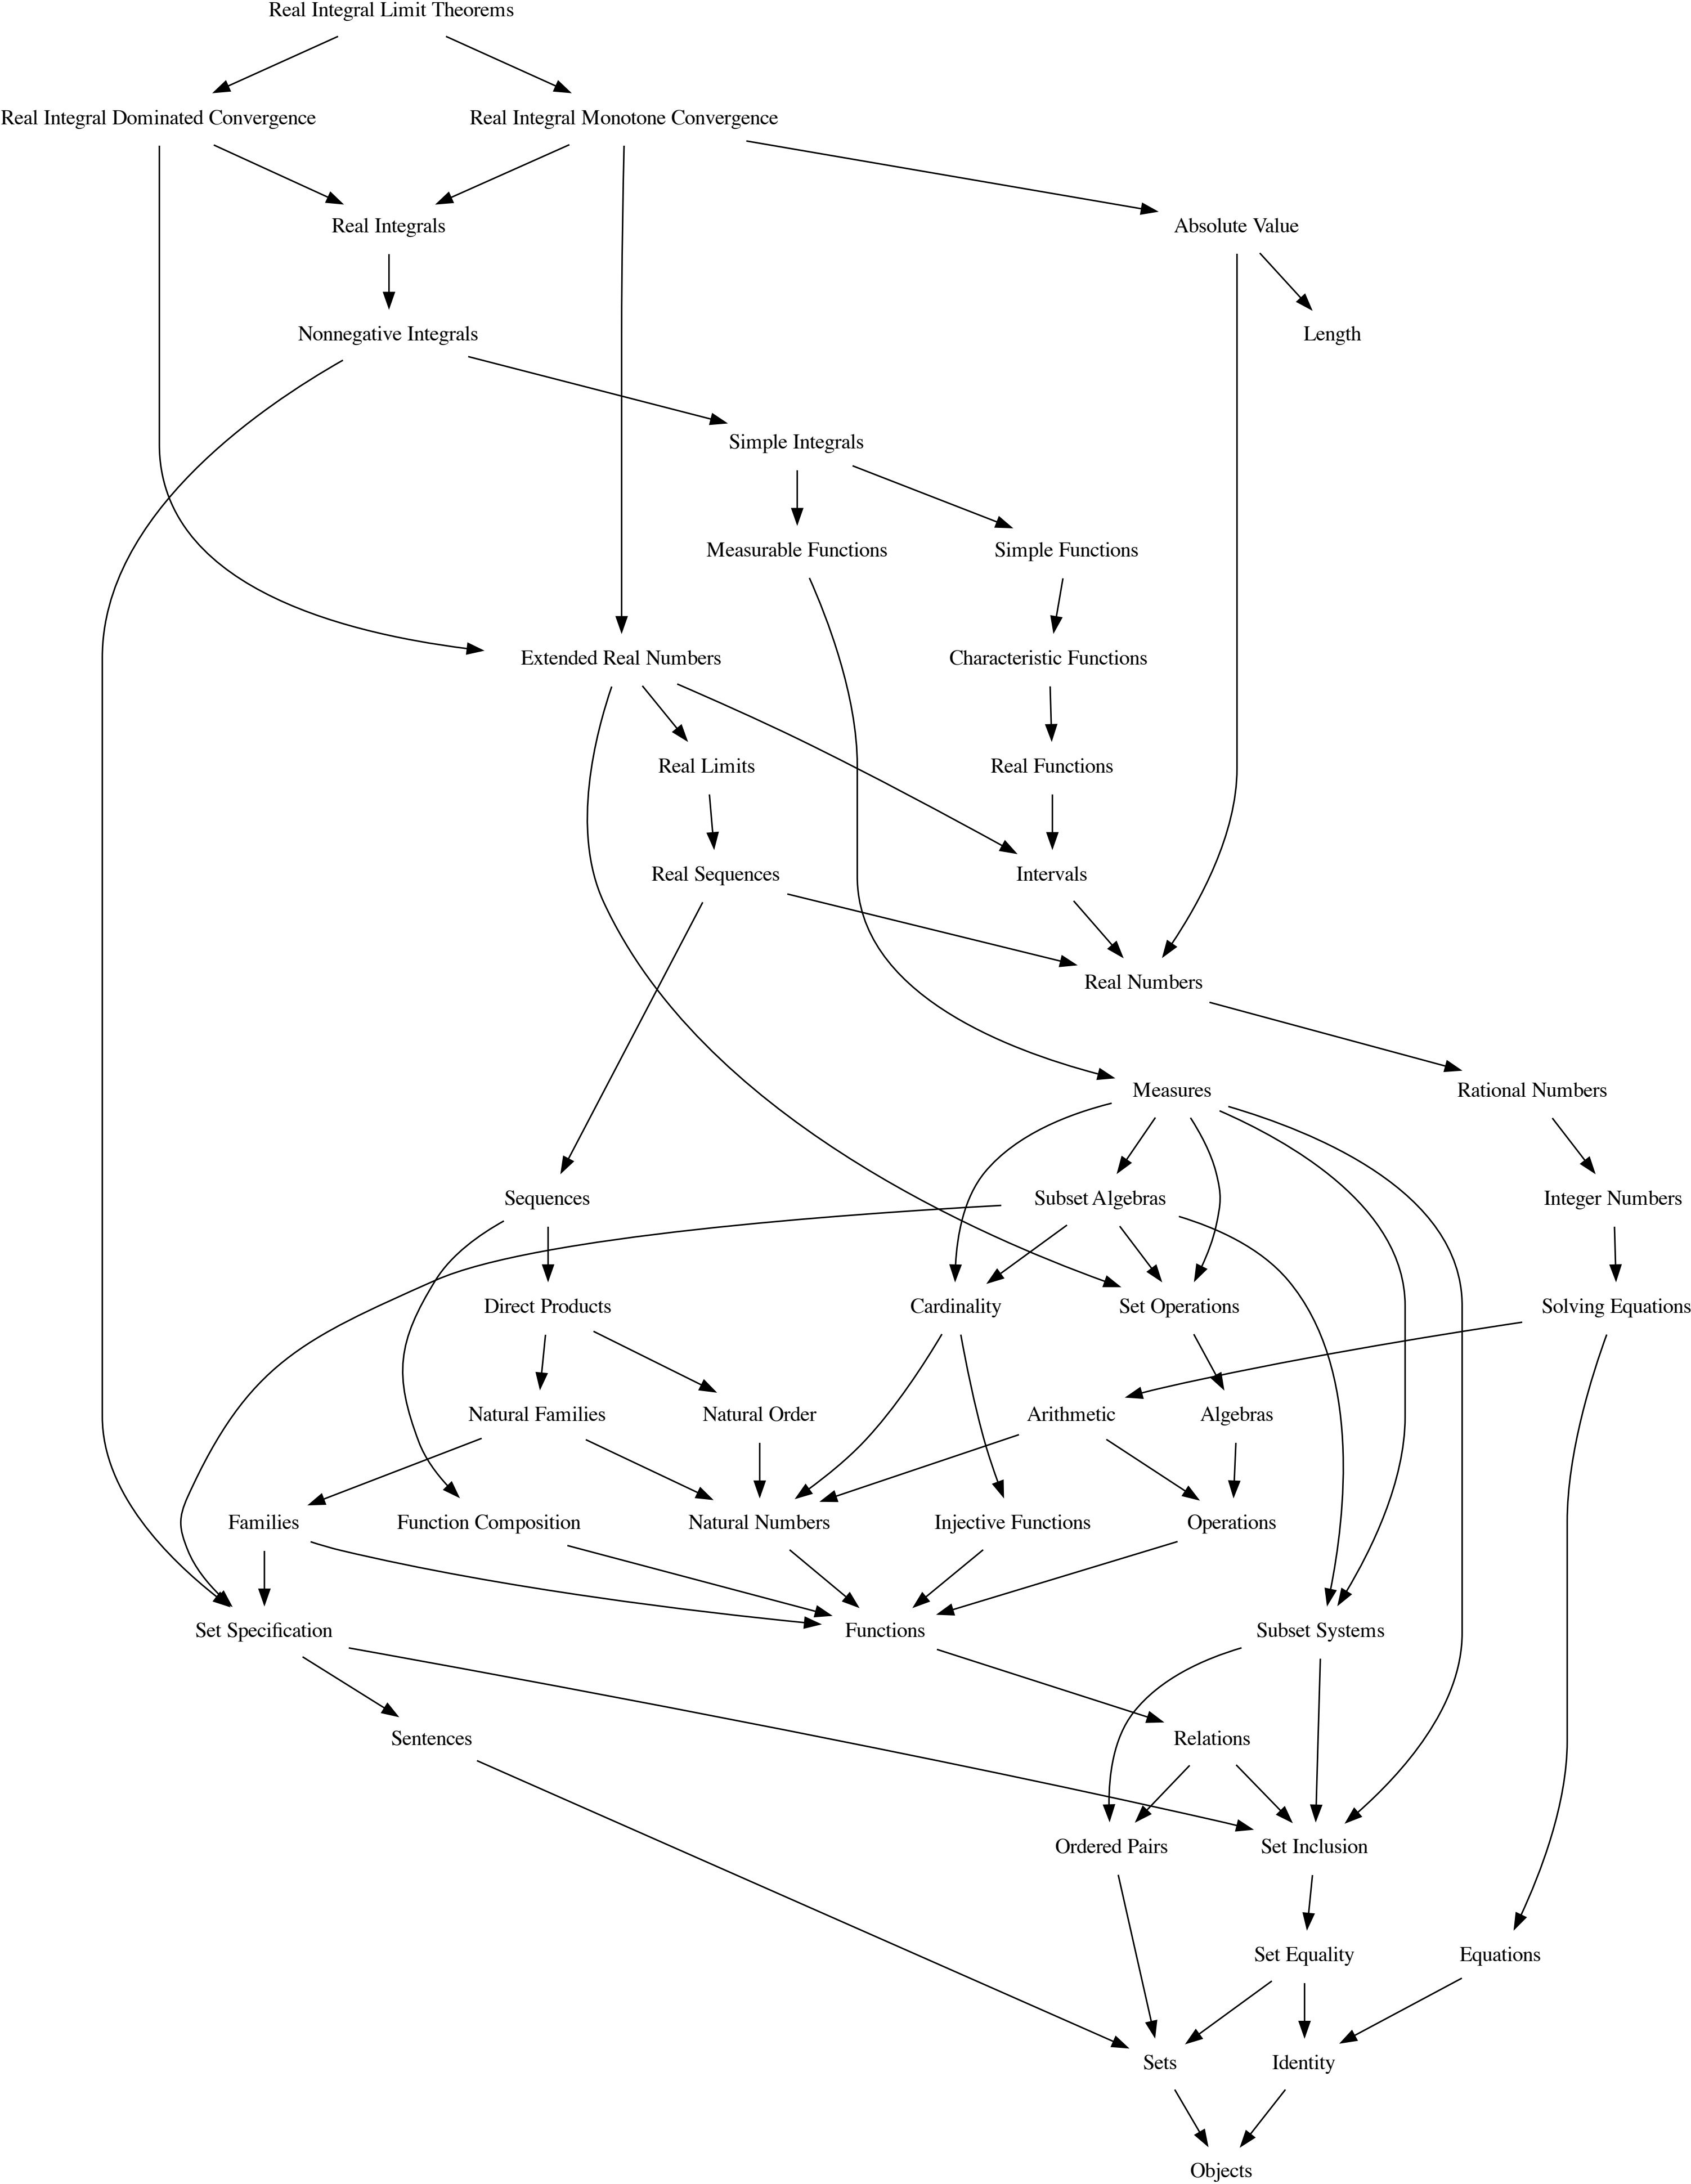 Real Integral Limit Theorems
Real Integral Dominated Convergence
Real Integral Monotone Convergence
Real Integrals
Absolute Value
Nonnegative Integrals
Length
Simple Integrals
Measurable Functions
Simple Functions
Extended Real Numbers
Characteristic Functions
Real Limits
Real Functions
Real Sequences
Intervals
Real Numbers
Measures
Rational Numbers
Sequences
Subset Algebras
Integer Numbers
Direct Products
Cardinality
Set Operations
Solving Equations
Natural Families
Natural Order
Arithmetic
Algebras
Families
Function Composition
Natural Numbers
Injective Functions
Operations
Set Specification
Functions
Subset Systems
Sentences
Relations
Ordered Pairs
Set Inclusion
Set Equality
Equations
Sets
Identity
Objects